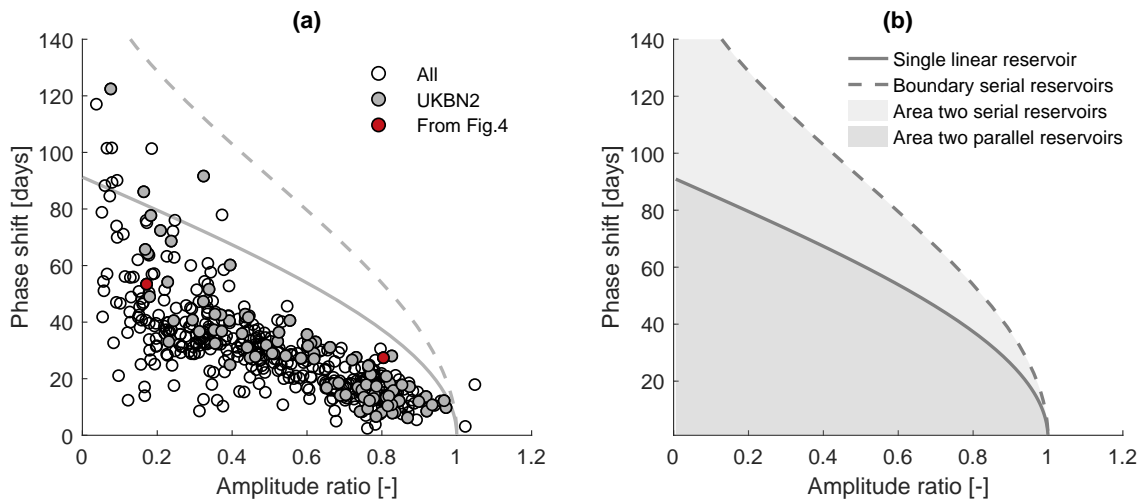 (a)
Phase shift [days]
140
120
100
80
60
40
20
0
0
0.2
0.4
0.6
0.8
1
1.2
Amplitude ratio [-]
All
UKBN2
From Fig.4
(b)
Phase shift [days]
140
120
100
80
60
40
20
0
0.2
0.4
0.6
0.8
1
1.2
Amplitude ratio [-]
Single linear reservoir
Boundary serial reservoirs
Area two serial reservoirs
Area two parallel reservoirs